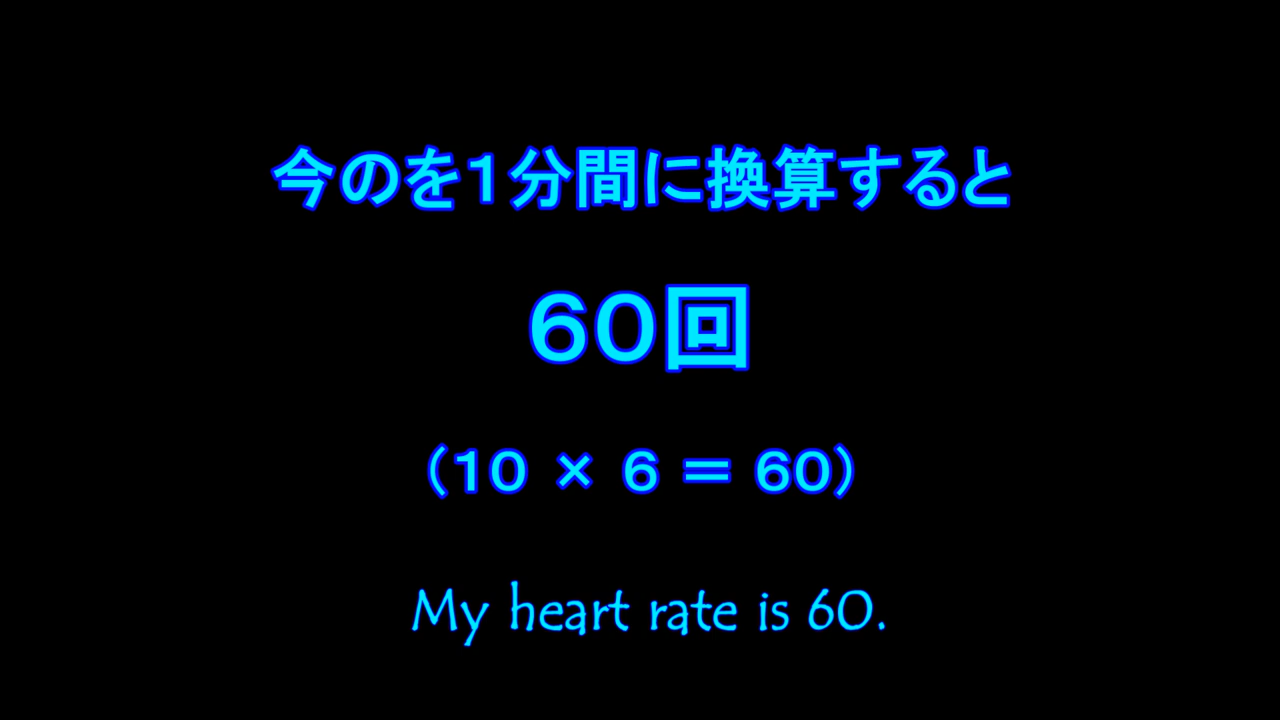 今のを１分間に換算すると
６０回
（１０ × ６ ＝ ６０）
My heart rate is 60.